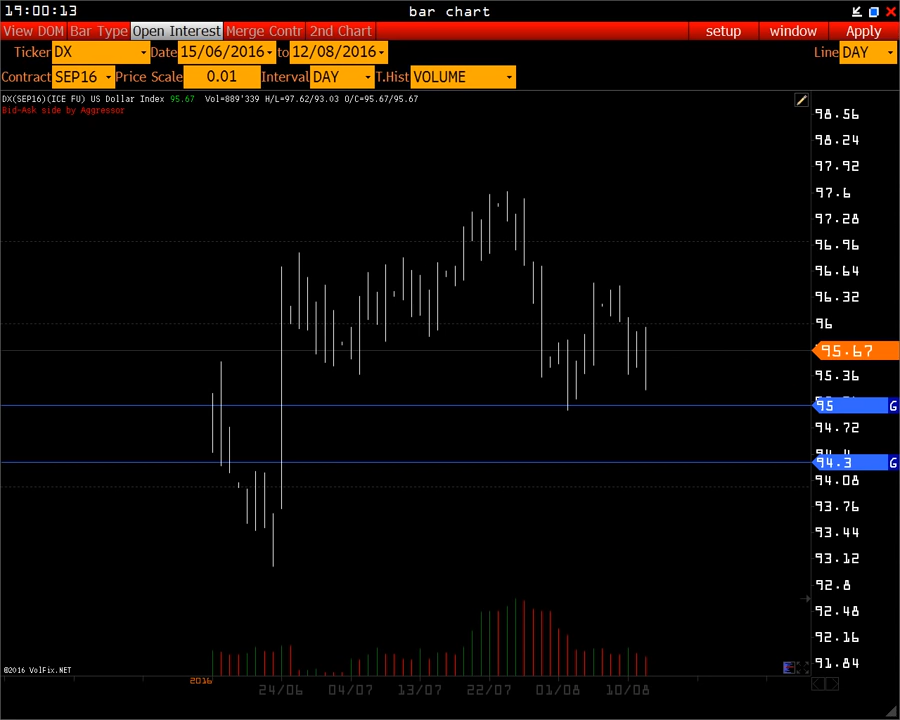 19:00:13 bar chart
View DOM Bar Type Open Interest Merge Contr 2nd Chart setup window Apply
Ticker DX Date 15/06/2016 to 12/08/2016 Line DAY
Contract SEP16 Price Scale 0.01 Interval DAY T.Hist VOLUME
DX(SEP16)(ICE FU) US Dollar Index 95.67 Vol=889'339 H/L=97.62/93.03 O/C=95.67/95.67
Bid-Ask side by Aggressor
98.56
98.24
97.92
97.6
97.28
96.96
96.64
96.32
96
95.67
95.36
95 G
94.72
94.3 G
94.08
93.76
93.44
93.12
92.8
92.48
92.16
91.84
©2016 VolFix.NET
2016
24/06 04/07 13/07 22/07 01/08 10/08